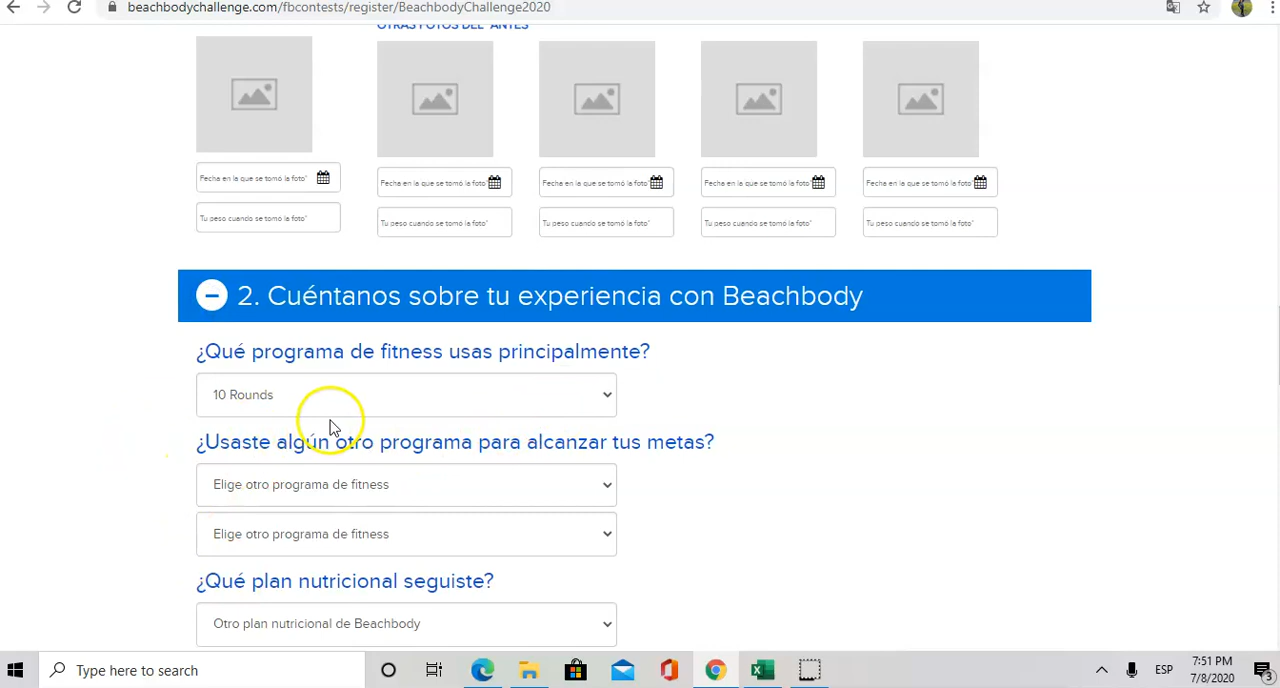 beachbodychallenge.com/fbcontests/register/BeachbodyChallenge2020
OTRAS FOTOS DEL "ANTES"
Fecha en la que se tomó la foto*
Fecha en la que se tomó la foto*
Fecha en la que se tomó la foto*
Fecha en la que se tomó la foto*
Fecha en la que se tomó la foto*
Tu peso cuando se tomó la foto*
Tu peso cuando se tomó la foto*
Tu peso cuando se tomó la foto*
Tu peso cuando se tomó la foto*
Tu peso cuando se tomó la foto*
2. Cuéntanos sobre tu experiencia con Beachbody
¿Qué programa de fitness usas principalmente?
10 Rounds
¿Usaste algún otro programa para alcanzar tus metas?
Elige otro programa de fitness
Elige otro programa de fitness
¿Qué plan nutricional seguiste?
Otro plan nutricional de Beachbody
Type here to search
ESP
7:51 PM
7/8/2020
3